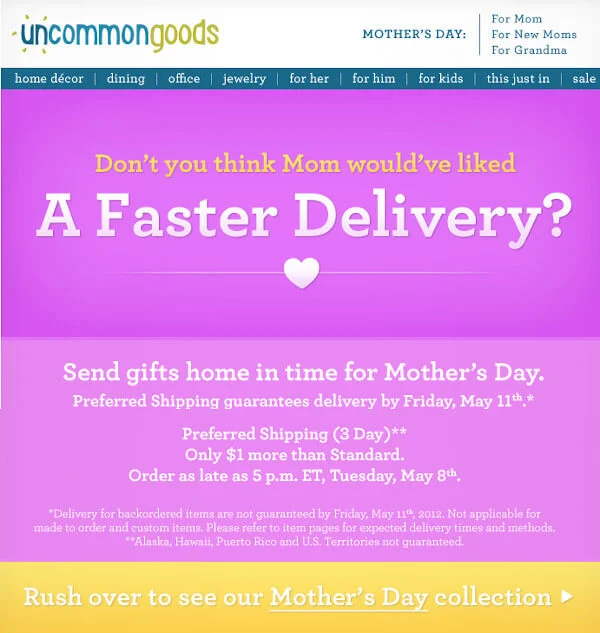 uncommongoods
MOTHER'S DAY:
For Mom
For New Moms
For Grandma
home décor | dining | office | jewelry | for her | for him | for kids | this just in | sale
Don't you think Mom would've liked
A Faster Delivery?
Send gifts home in time for Mother's Day.
Preferred Shipping guarantees delivery by Friday, May 11th.*
Preferred Shipping (3 Day)**
Only $1 more than Standard.
Order as late as 5 p.m. ET, Tuesday, May 8th.
*Delivery for backordered items are not guaranteed by Friday, May 11th, 2012. Not applicable for
made to order and custom items. Please refer to item pages for expected delivery times and methods.
**Alaska, Hawaii, Puerto Rico and U.S. Territories not guaranteed.
Rush over to see our Mother's Day collection